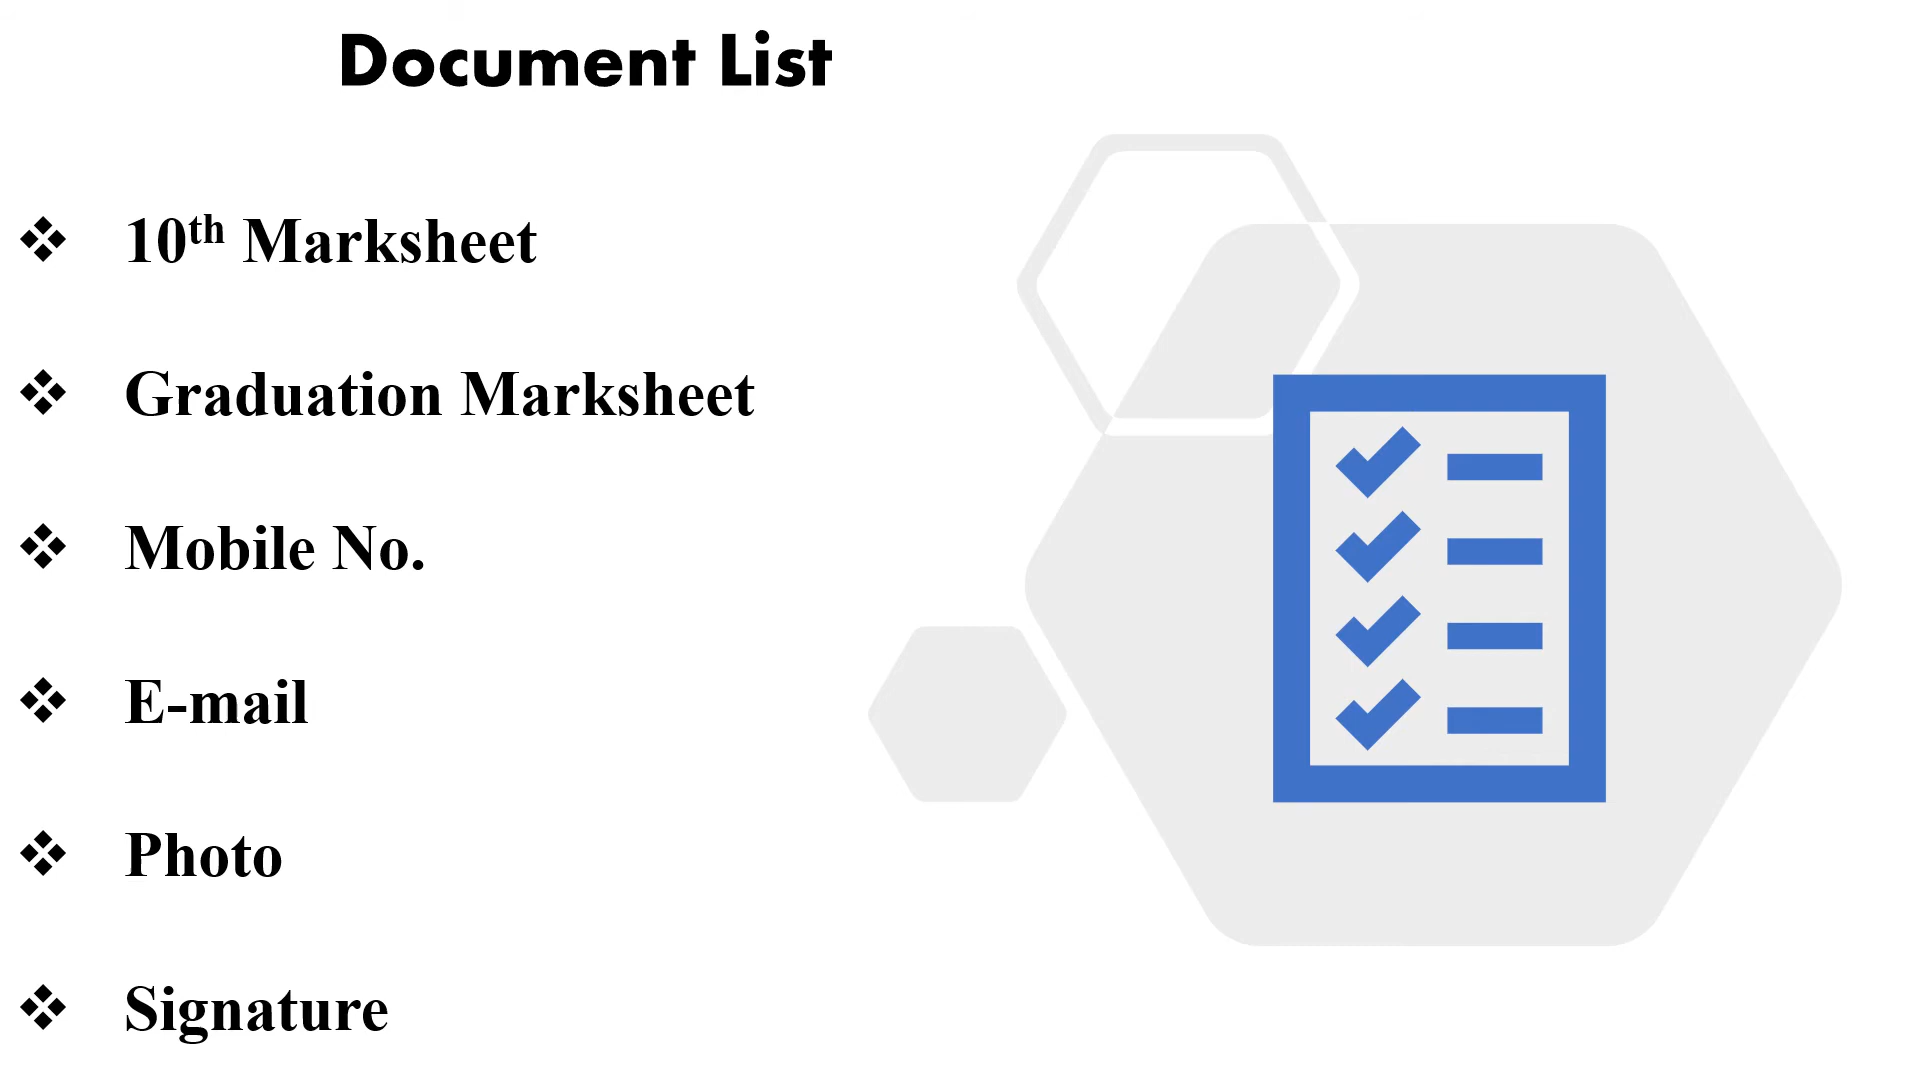 Document List
❖ 10th Marksheet
❖ Graduation Marksheet
❖ Mobile No.
❖ E-mail
❖ Photo
❖ Signature